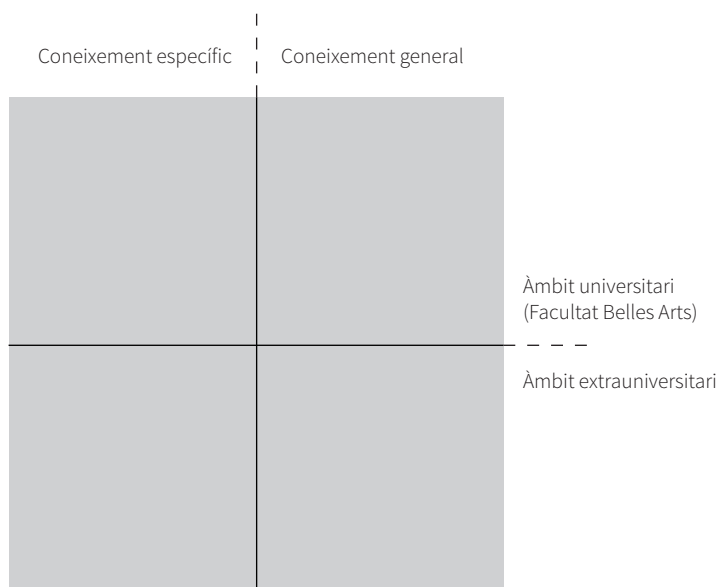 Coneixement específic
Coneixement general
Àmbit universitari
(Facultat Belles Arts)
Àmbit extrauniversitari